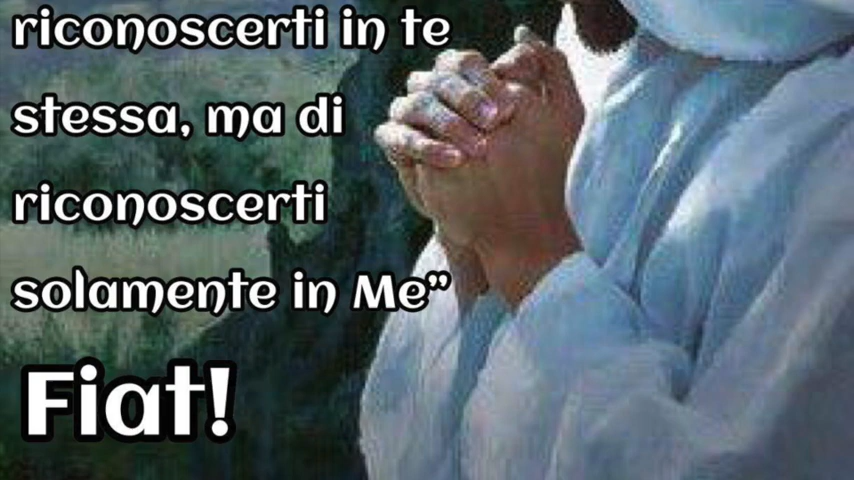 riconoscerti in te
stessa, ma di
riconoscerti
solamente in Me”
Fiat!